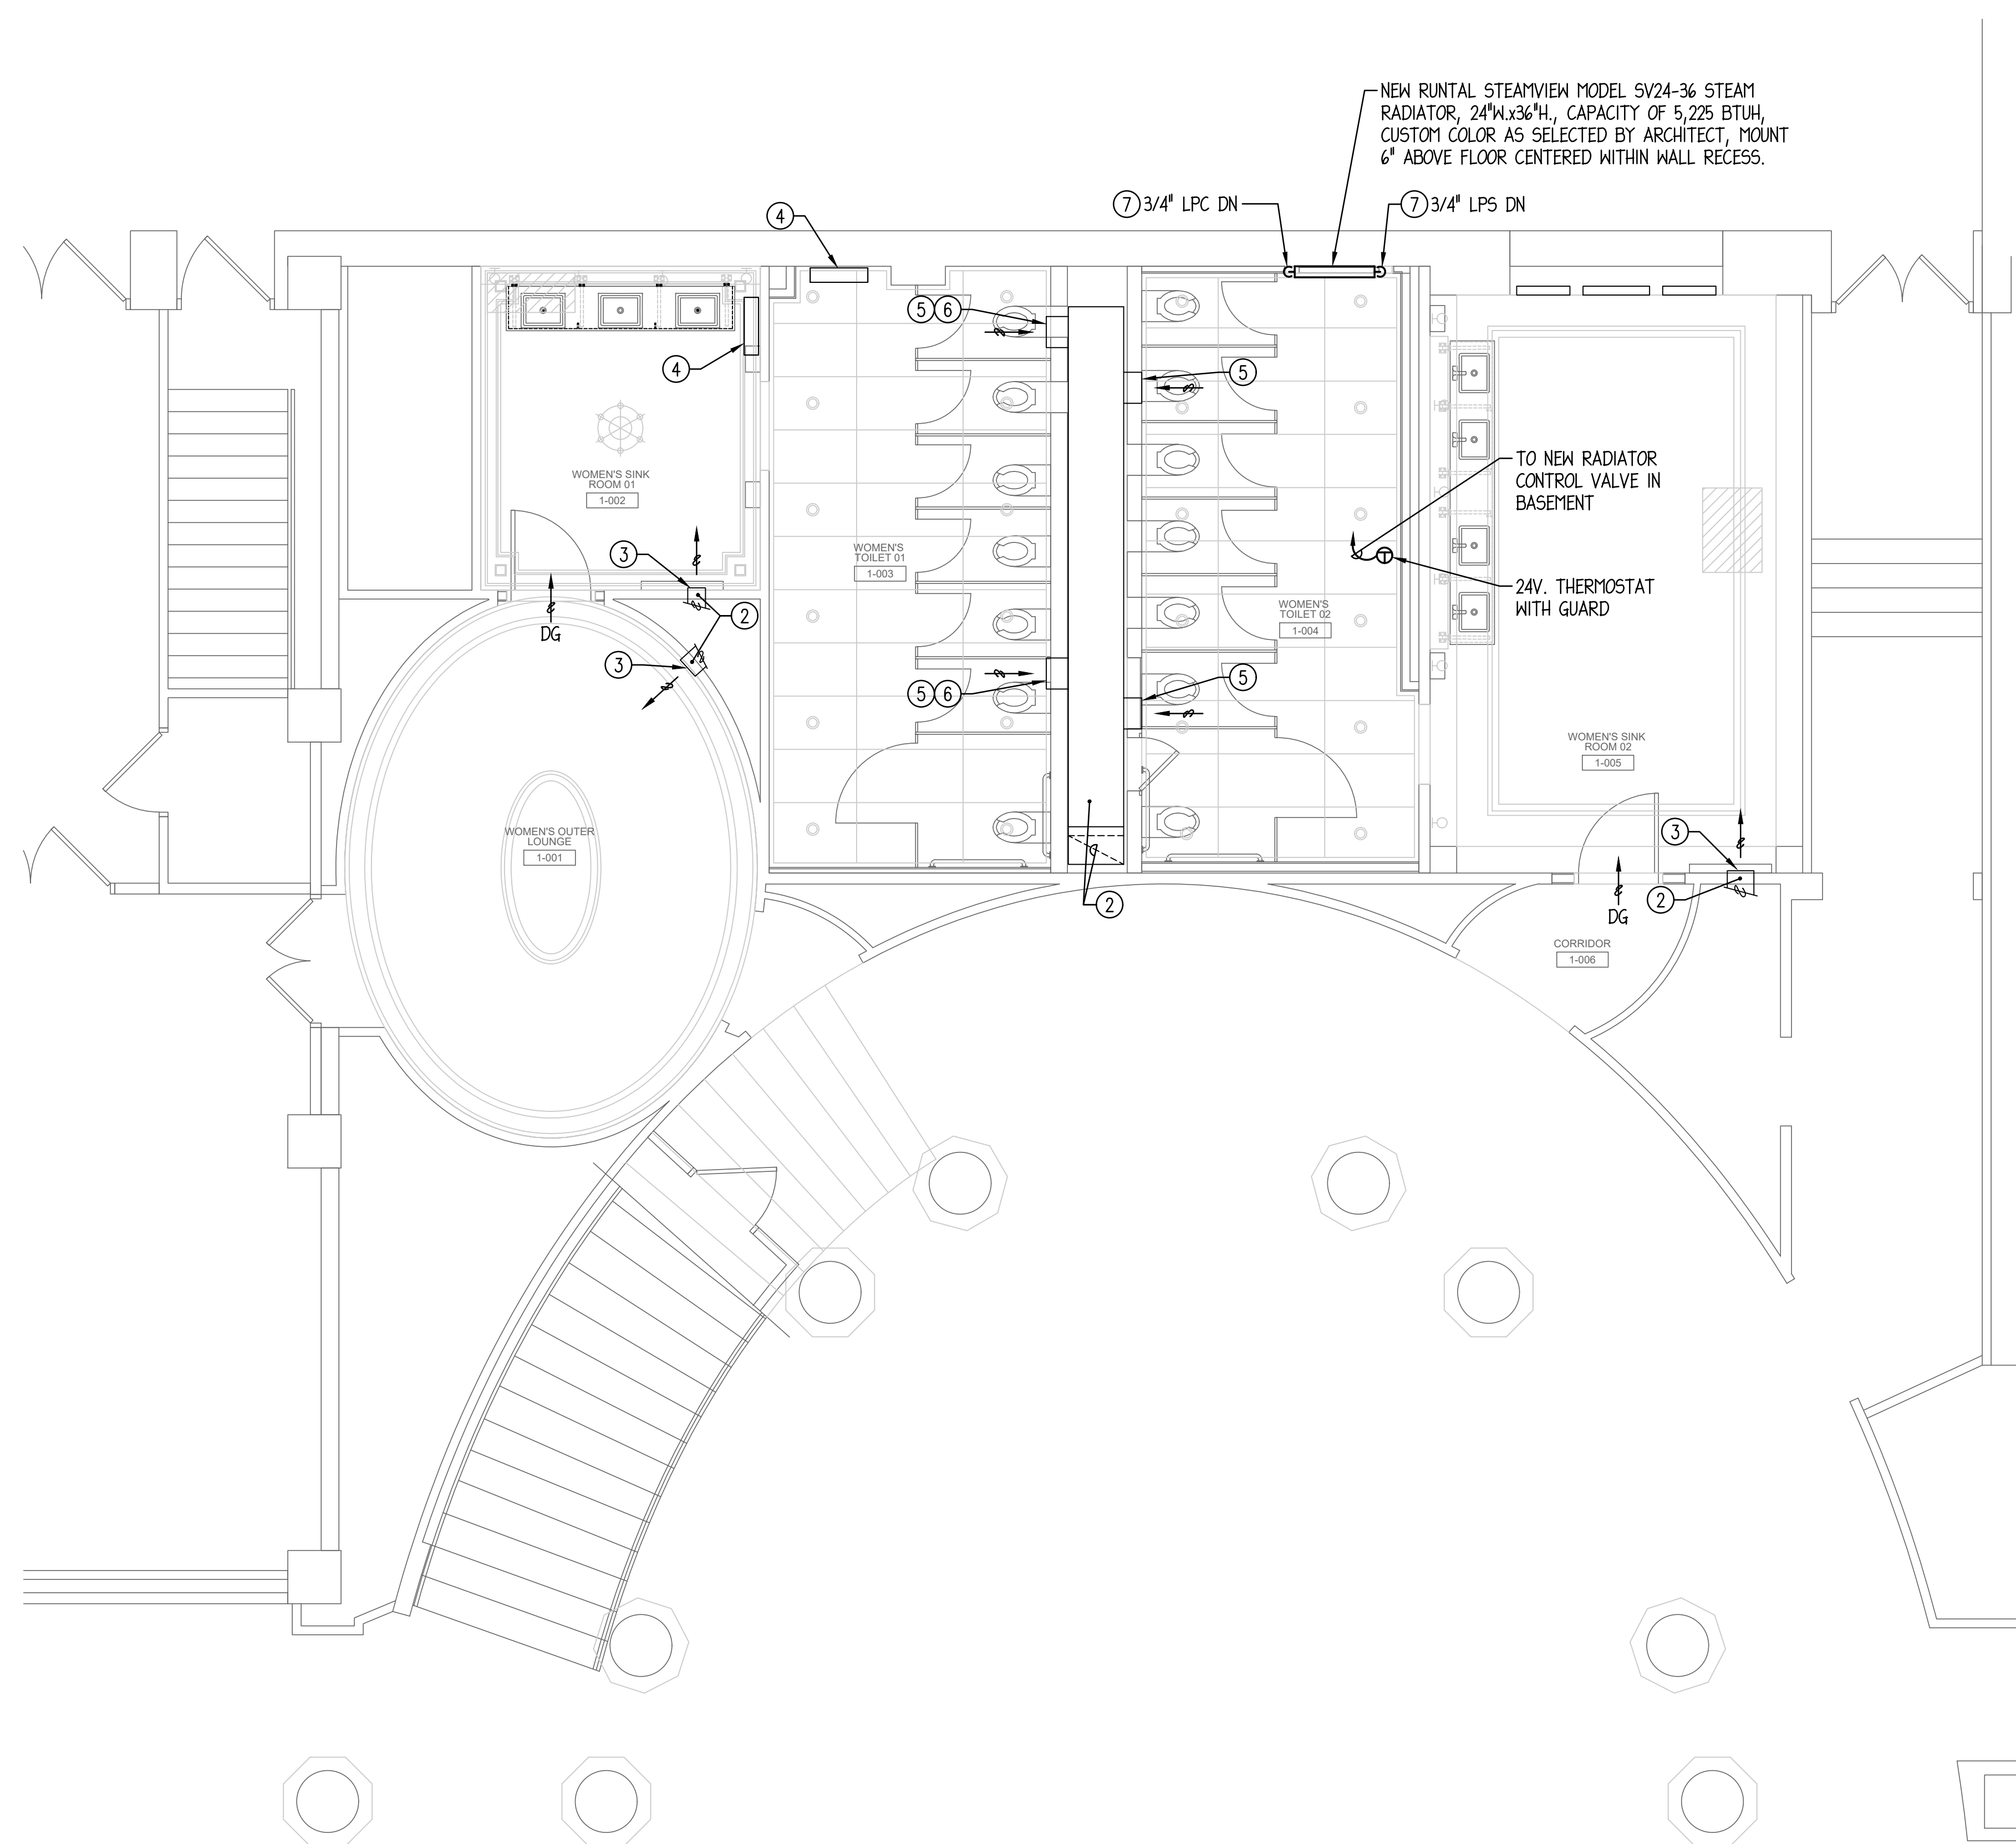 NEW RUNTAL STEAMVIEW MODEL SV24-36 STEAM
RADIATOR, 24"W.x36"H., CAPACITY OF 5,225 BTUH,
CUSTOM COLOR AS SELECTED BY ARCHITECT, MOUNT
6" ABOVE FLOOR CENTERED WITHIN WALL RECESS.
7 3/4" LPC DN
7 3/4" LPS DN
4
5 6
4
5
TO NEW RADIATOR
CONTROL VALVE IN
BASEMENT
WOMEN'S SINK
ROOM 01
1-002
3
WOMEN'S
TOILET 01
1-003
T
24V. THERMOSTAT
WITH GUARD
WOMEN'S
TOILET 02
1-004
2
DG
3
5 6
5
WOMEN'S SINK
ROOM 02
1-005
WOMEN'S OUTER
LOUNGE
1-001
3
2
2
DG
CORRIDOR
1-006